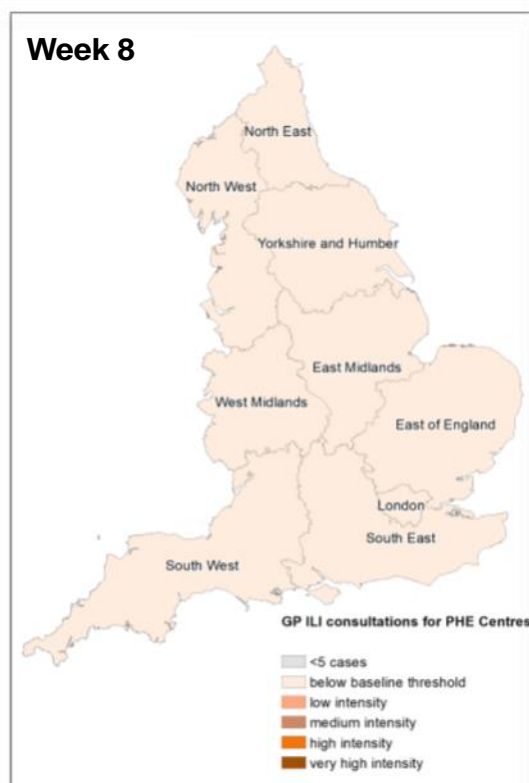 Week 8
North East
North West
Yorkshire and Humber
East Midlands
West Midlands
East of England
London
South East
South West
GP ILI consultations for PHE Centres
<5 cases
below baseline threshold
low intensity
medium intensity
high intensity
very high intensity